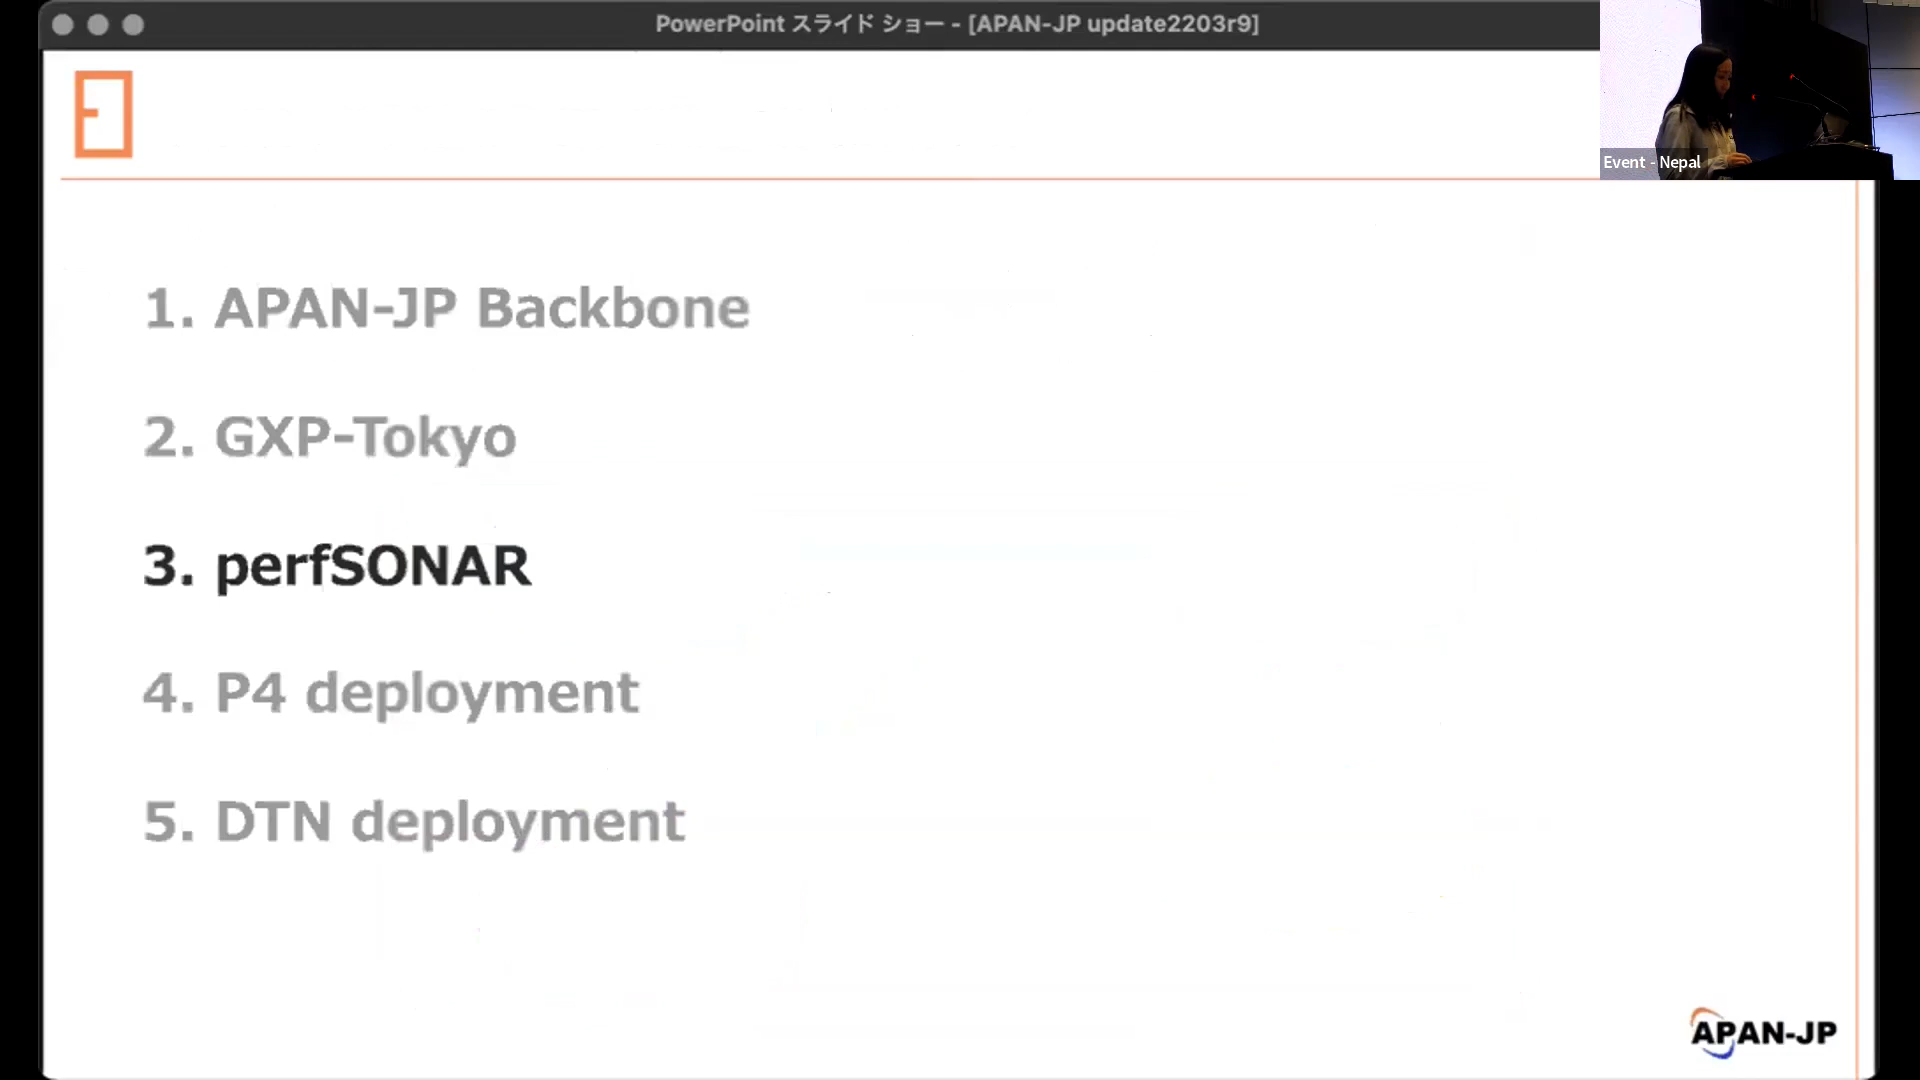 PowerPoint スライド ショー - [APAN-JP update2203r9]
Event - Nepal
1. APAN-JP Backbone
2. GXP-Tokyo
3. perfSONAR
4. P4 deployment
5. DTN deployment
APAN-JP